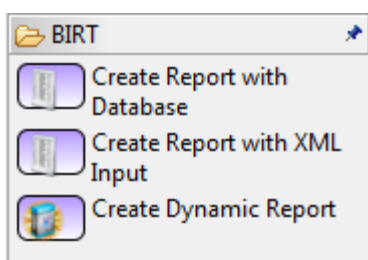 BIRT
Create Report with
Database
Create Report with XML
Input
Create Dynamic Report